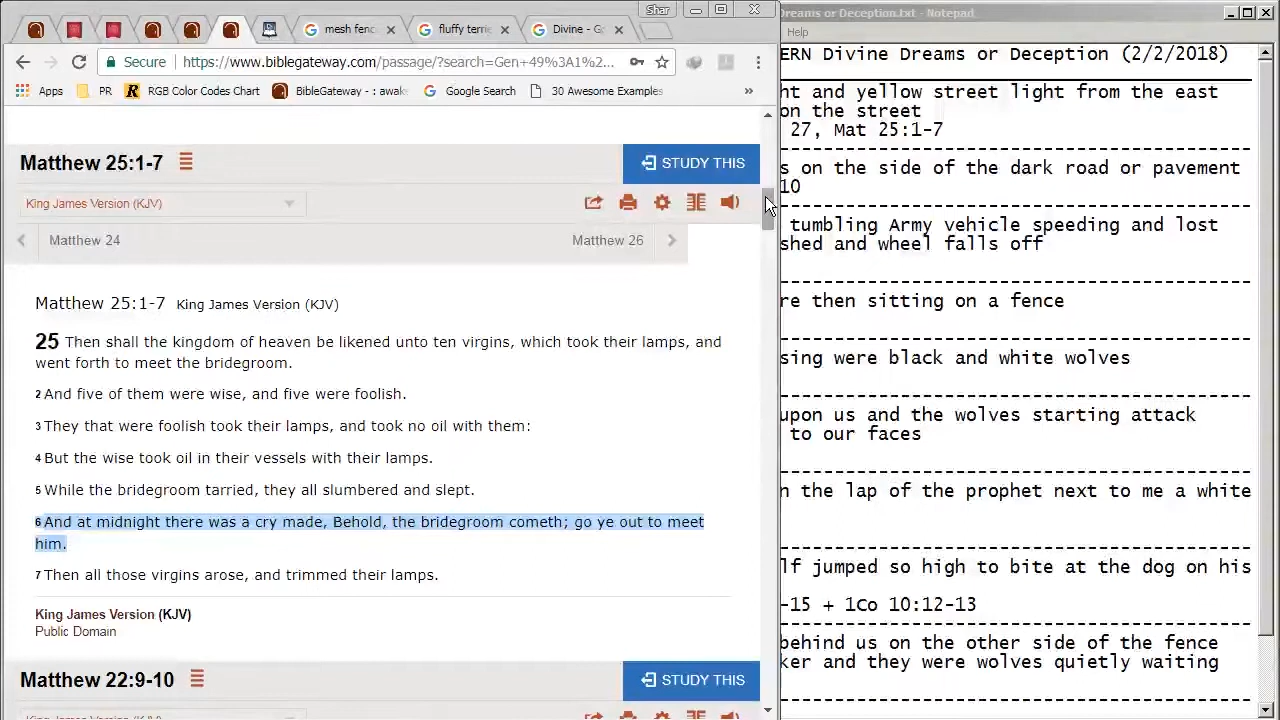 Shar
mesh fenc
fluffy terrie
Divine - Go
Dreams or Deception.txt - Notepad
Secure
https://www.biblegateway.com/passage/?search=Gen+49%3A1%2...
Apps
PR
RGB Color Codes Chart
BibleGateway - : awak
Google Search
30 Awesome Examples
»
Matthew 25:1-7
STUDY THIS
King James Version (KJV)
Matthew 24
Matthew 26
Matthew 25:1-7 King James Version (KJV)
25 Then shall the kingdom of heaven be likened unto ten virgins, which took their lamps, and
went forth to meet the bridegroom.
2 And five of them were wise, and five were foolish.
3 They that were foolish took their lamps, and took no oil with them:
4 But the wise took oil in their vessels with their lamps.
5 While the bridegroom tarried, they all slumbered and slept.
6 And at midnight there was a cry made, Behold, the bridegroom cometh; go ye out to meet
him.
7 Then all those virgins arose, and trimmed their lamps.
King James Version (KJV)
Public Domain
Matthew 22:9-10
STUDY THIS
Help
ERN Divine Dreams or Deception (2/2/2018)
ht and yellow street light from the east
on the street
27, Mat 25:1-7
s on the side of the dark road or pavement
10
tumbling Army vehicle speeding and lost
shed and wheel falls off
re then sitting on a fence
sing were black and white wolves
upon us and the wolves starting attack
to our faces
n the lap of the prophet next to me a white
lf jumped so high to bite at the dog on his
-15 + 1Co 10:12-13
behind us on the other side of the fence
ker and they were wolves quietly waiting